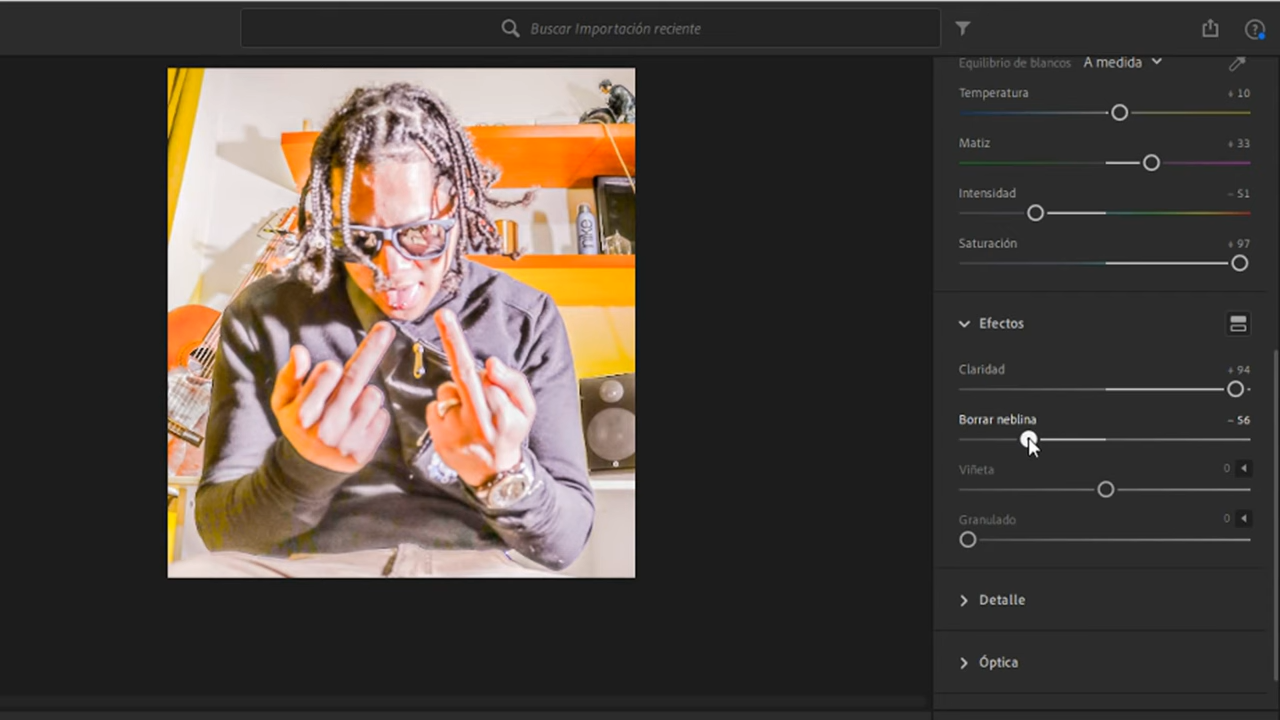 Buscar Importación reciente
Equilibrio de blancos A medida
Temperatura + 10
Matiz + 33
Intensidad – 51
Saturación + 97
Efectos
Claridad + 94
Borrar neblina – 56
Viñeta 0
Granulado 0
Detalle
Óptica